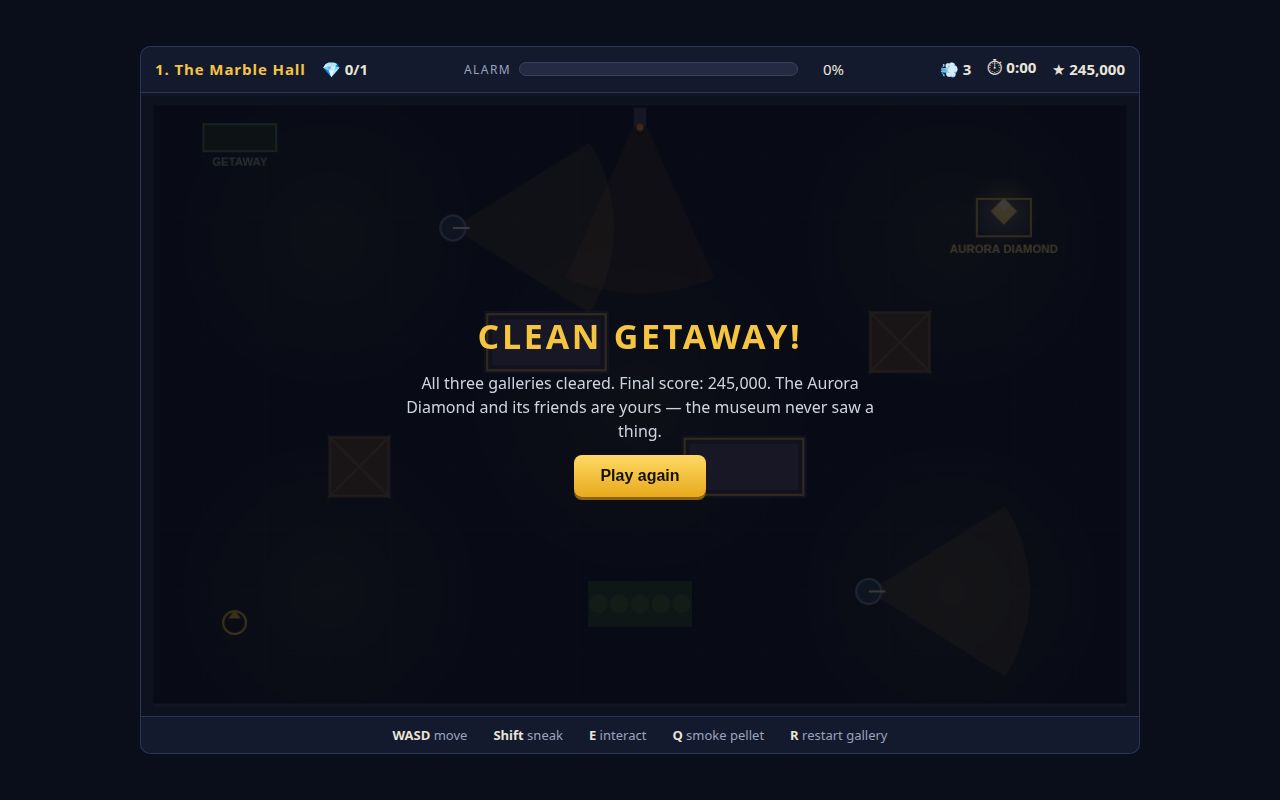 1. The Marble Hall 💎 0/1 ALARM 0% 💨 3 ⏱ 0:00 ★ 245,000
GETAWAY
AURORA DIAMOND
CLEAN GETAWAY!
All three galleries cleared. Final score: 245,000. The Aurora
Diamond and its friends are yours — the museum never saw a
thing.
Play again
WASD move Shift sneak E interact Q smoke pellet R restart gallery